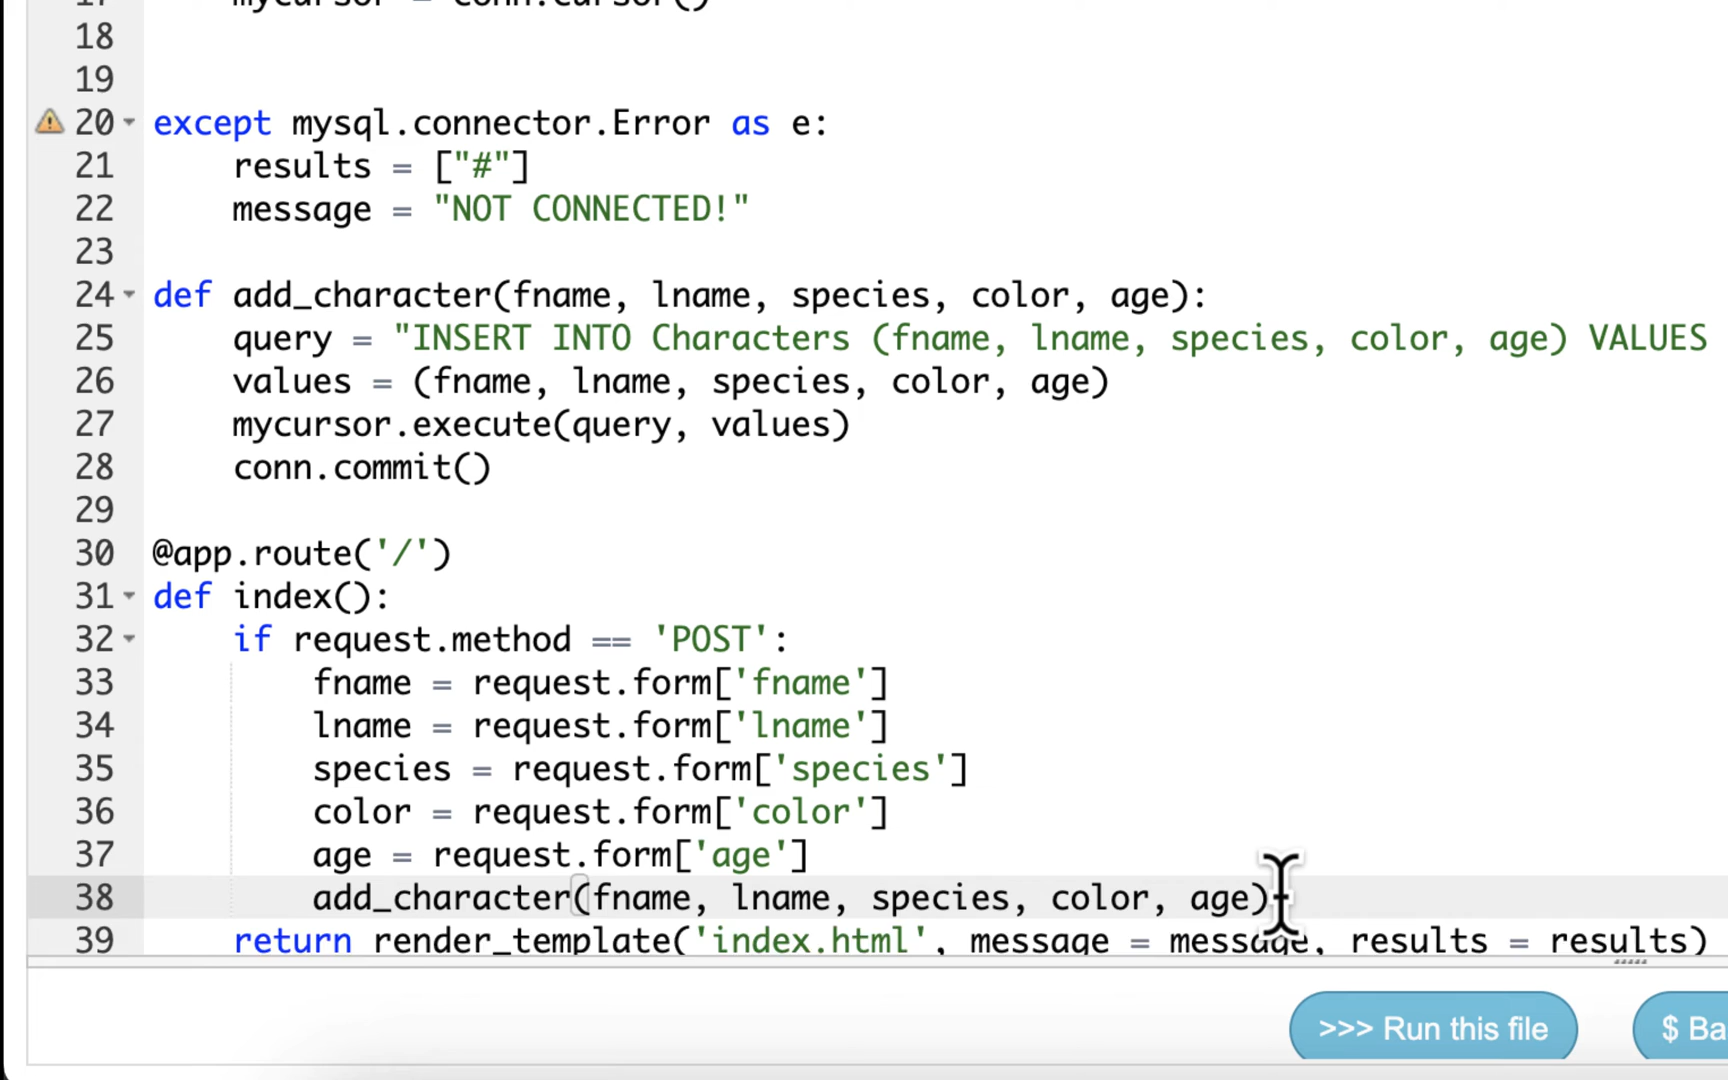 17 mycursor = conn.cursor()
18
19
20 except mysql.connector.Error as e:
21 results = ["#"]
22 message = "NOT CONNECTED!"
23
24 def add_character(fname, lname, species, color, age):
25 query = "INSERT INTO Characters (fname, lname, species, color, age) VALUES
26 values = (fname, lname, species, color, age)
27 mycursor.execute(query, values)
28 conn.commit()
29
30 @app.route('/')
31 def index():
32 if request.method == 'POST':
33 fname = request.form['fname']
34 lname = request.form['lname']
35 species = request.form['species']
36 color = request.form['color']
37 age = request.form['age']
38 add_character(fname, lname, species, color, age)
39 return render_template('index.html', message = message, results = results)
>>> Run this file
$ Ba